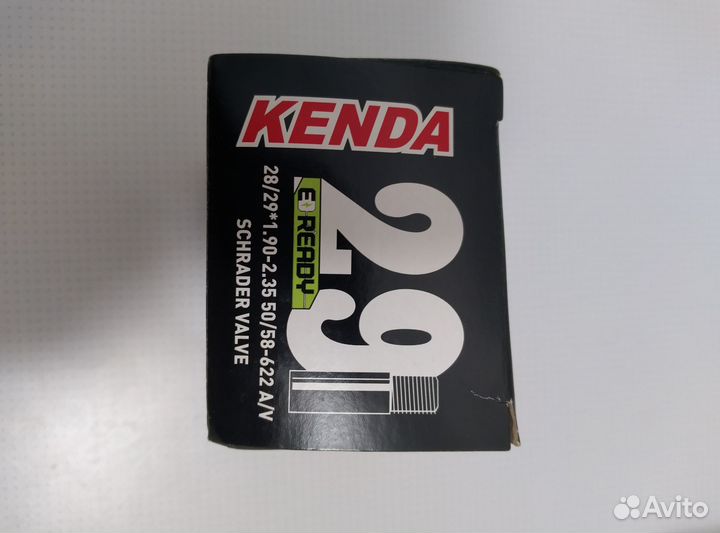 KENDA
29
E READY
28/29*1.90-2.35 50/58-622 A/V
SCHRADER VALVE
Avito